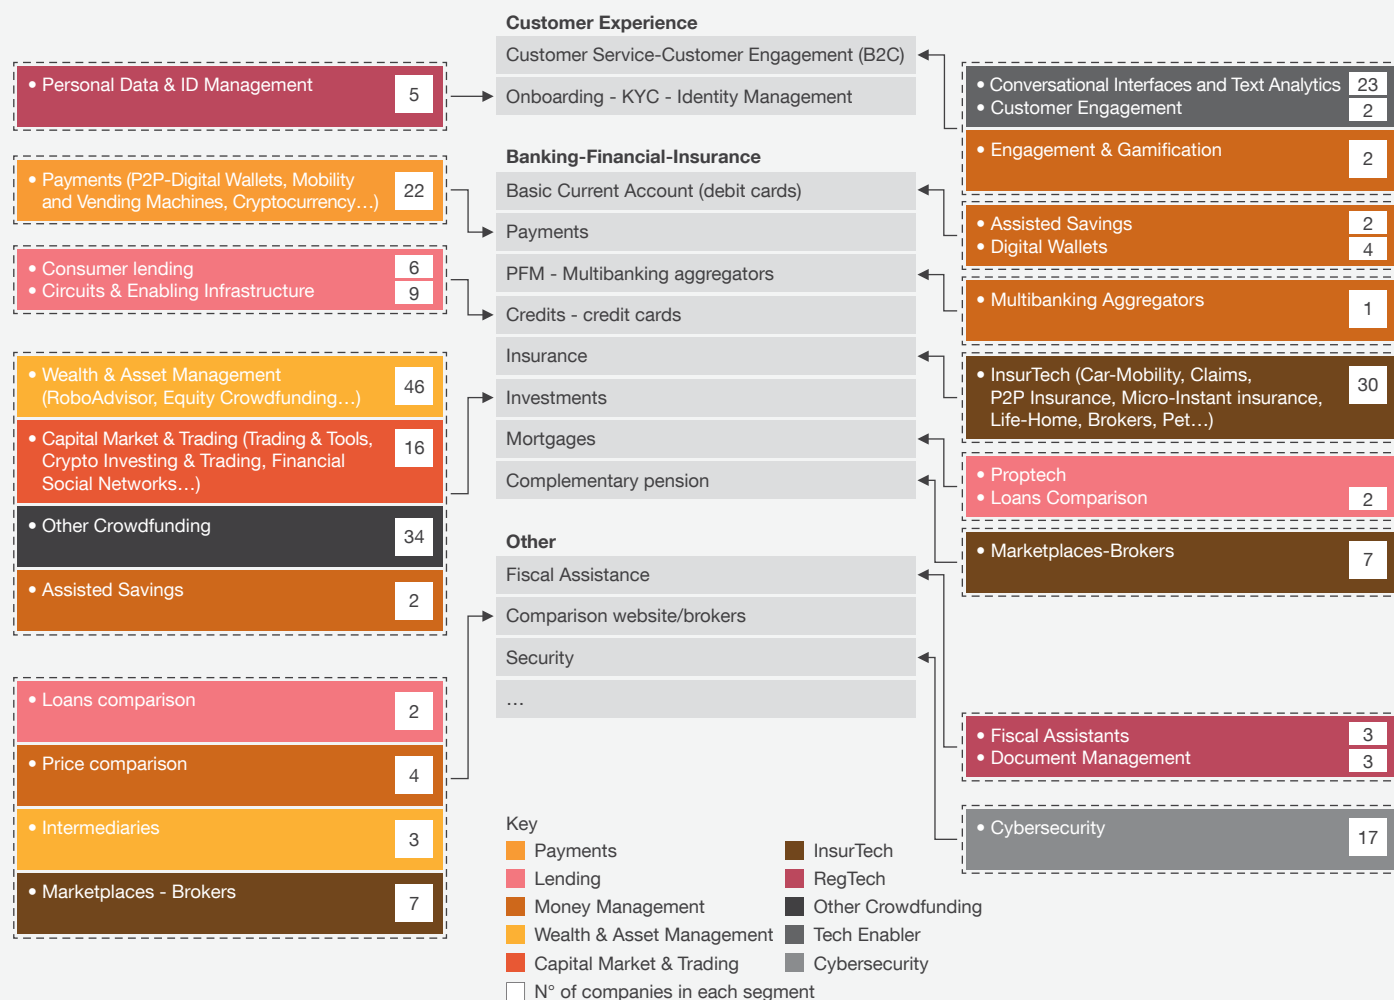 Customer Experience
Customer Service-Customer Engagement (B2C)
Onboarding - KYC - Identity Management
Banking-Financial-Insurance
Basic Current Account (debit cards)
Payments
PFM - Multibanking aggregators
Credits - credit cards
Insurance
Investments
Mortgages
Complementary pension
Other
Fiscal Assistance
Comparison website/brokers
Security
…
• Personal Data & ID Management 5
• Payments (P2P-Digital Wallets, Mobility
and Vending Machines, Cryptocurrency…) 22
• Consumer lending 6
• Circuits & Enabling Infrastructure 9
• Wealth & Asset Management
(RoboAdvisor, Equity Crowdfunding…) 46
• Capital Market & Trading (Trading & Tools,
Crypto Investing & Trading, Financial
Social Networks…) 16
• Other Crowdfunding 34
• Assisted Savings 2
• Loans comparison 2
• Price comparison 4
• Intermediaries 3
• Marketplaces - Brokers 7
• Conversational Interfaces and Text Analytics 23
• Customer Engagement 2
• Engagement & Gamification 2
• Assisted Savings 2
• Digital Wallets 4
• Multibanking Aggregators 1
• InsurTech (Car-Mobility, Claims,
P2P Insurance, Micro-Instant insurance,
Life-Home, Brokers, Pet…) 30
• Proptech
• Loans Comparison 2
• Marketplaces-Brokers 7
• Fiscal Assistants 3
• Document Management 3
• Cybersecurity 17
Key
Payments
Lending
Money Management
Wealth & Asset Management
Capital Market & Trading
N° of companies in each segment
InsurTech
RegTech
Other Crowdfunding
Tech Enabler
Cybersecurity